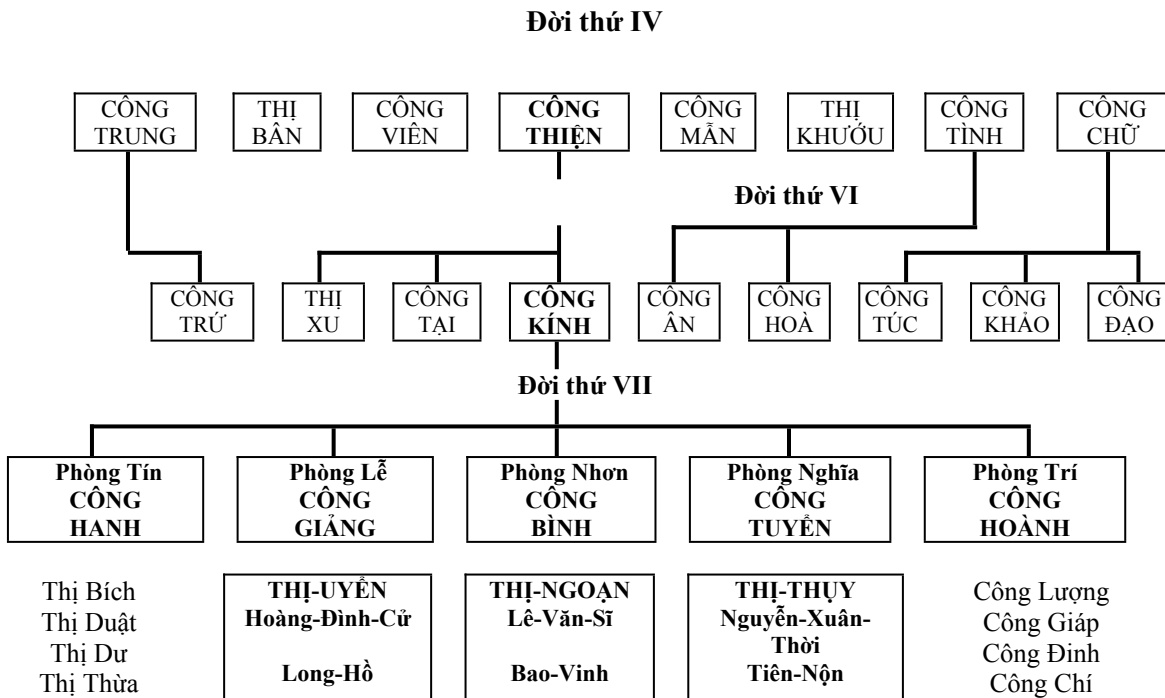 Đời thứ IV
CÔNG TRUNG
THỊ BÂN
CÔNG VIÊN
CÔNG THIỆN
CÔNG MẪN
THỊ KHƯỚU
CÔNG TÌNH
CÔNG CHỮ
Đời thứ VI
CÔNG TRỨ
THỊ XU
CÔNG TẠI
CÔNG KÍNH
CÔNG ÂN
CÔNG HOÀ
CÔNG TÚC
CÔNG KHẢO
CÔNG ĐẠO
Đời thứ VII
Phòng Tín
CÔNG
HANH
Phòng Lễ
CÔNG
GIẢNG
Phòng Nhơn
CÔNG
BÌNH
Phòng Nghĩa
CÔNG
TUYỂN
Phòng Trí
CÔNG
HOÀNH
Thị Bích
Thị Duật
Thị Dư
Thị Thừa
THỊ-UYỂN
Hoàng-Đình-Cử
Long-Hồ
THỊ-NGOẠN
Lê-Văn-Sĩ
Bao-Vinh
THỊ-THỤY
Nguyễn-Xuân-
Thời
Tiên-Nộn
Công Lượng
Công Giáp
Công Đinh
Công Chí